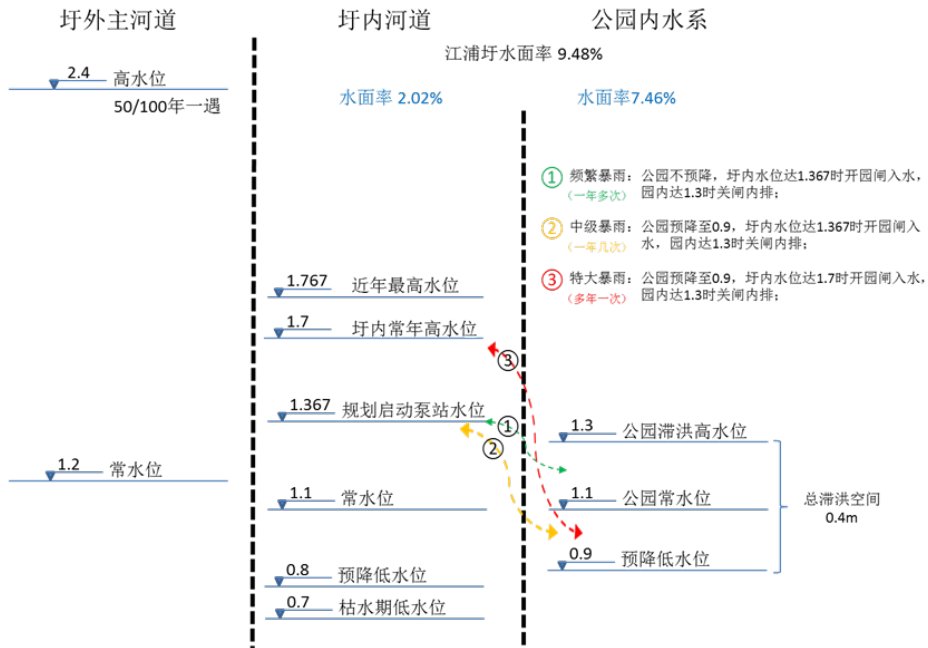 圩外主河道
圩内河道
公园内水系
江浦圩水面率 9.48%
水面率 2.02%
水面率7.46%
2.4
高水位
50/100年一遇
① 频繁暴雨：公园不预降，圩内水位达1.367时开园闸入水，
（一年多次） 园内达1.3时关闸内排；
② 中级暴雨：公园预降至0.9，圩内水位达1.367时开园闸入
（一年几次） 水，园内达1.3时关闸内排；
③ 特大暴雨：公园预降至0.9，圩内水位达1.7时开园闸入水，
（多年一次） 园内达1.3时关闸内排；
1.767
近年最高水位
1.7
圩内常年高水位
③
1.367
规划启动泵站水位
①
②
1.3
公园滞洪高水位
1.2
常水位
1.1
常水位
1.1
公园常水位
总滞洪空间
0.4m
0.9
预降低水位
0.8
预降低水位
0.7
枯水期低水位